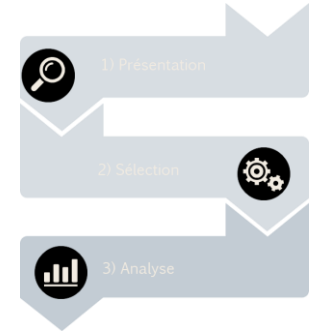 1) Présentation
2) Sélection
3) Analyse